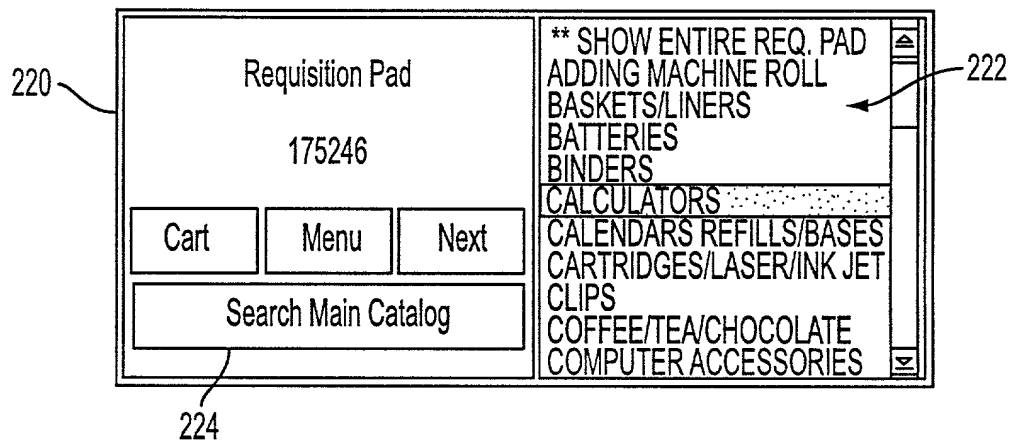 220
Requisition Pad
175246
Cart
Menu
Next
Search Main Catalog
224
** SHOW ENTIRE REQ. PAD
ADDING MACHINE ROLL
BASKETS/LINERS
BATTERIES
BINDERS
CALCULATORS
CALENDARS REFILLS/BASES
CARTRIDGES/LASER/INK JET
CLIPS
COFFEE/TEA/CHOCOLATE
COMPUTER ACCESSORIES
222